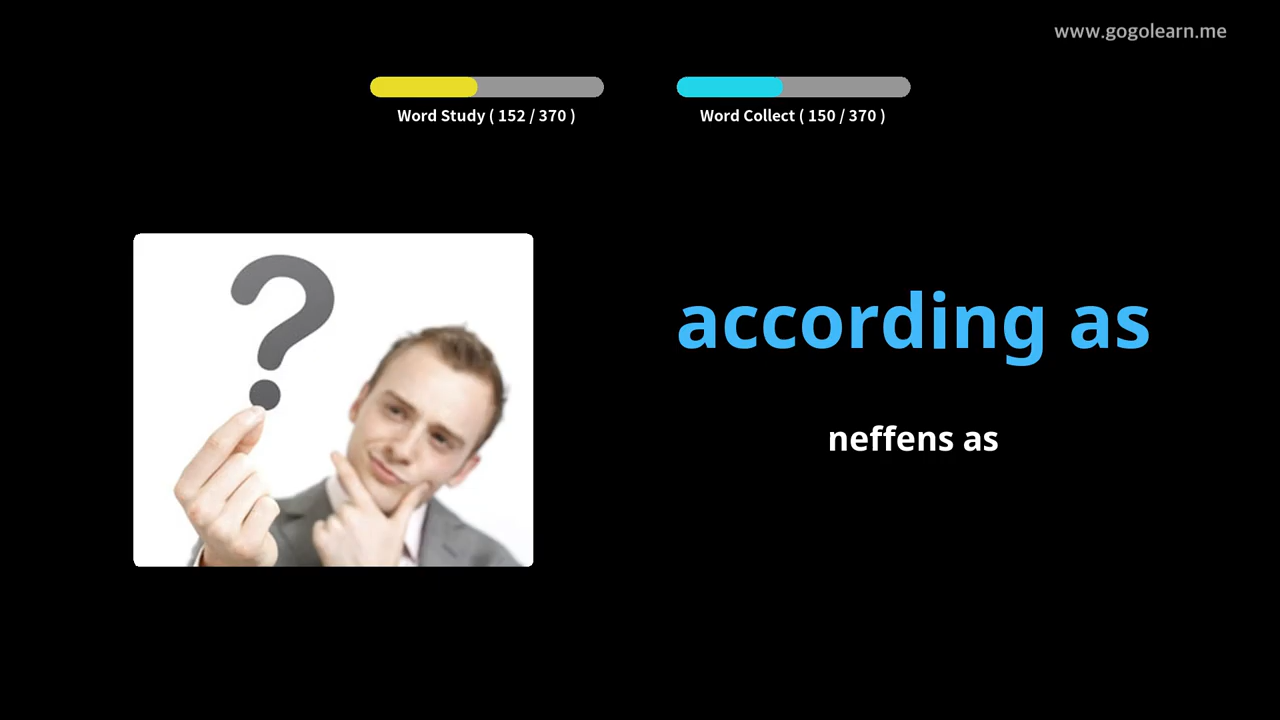 www.gogolearn.me
Word Study ( 152 / 370 )
Word Collect ( 150 / 370 )
?
according as
neffens as